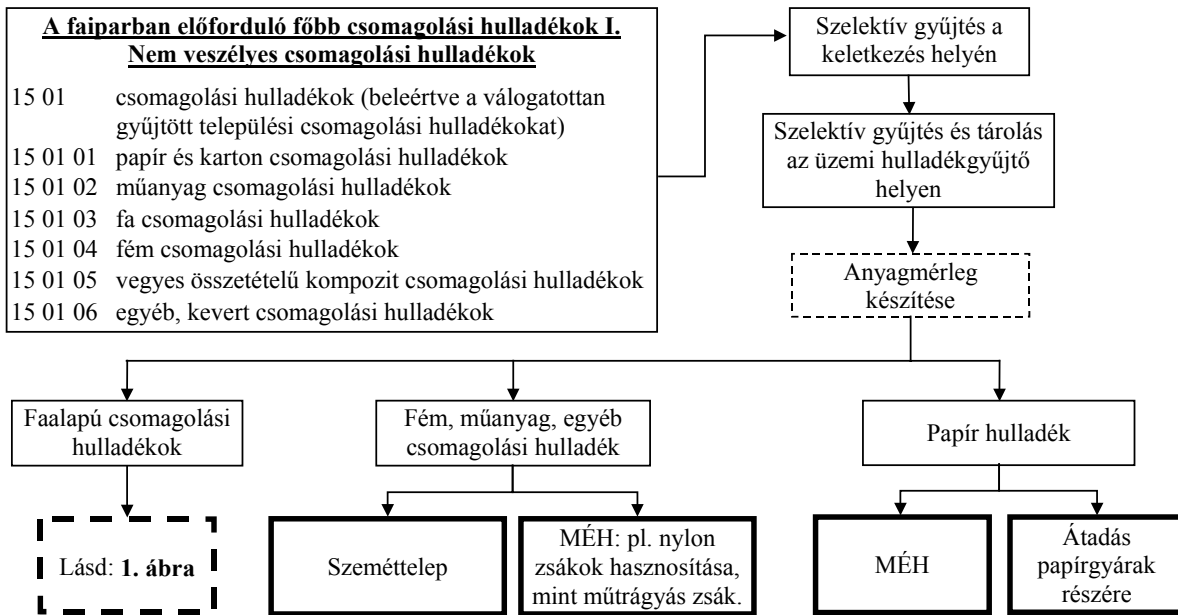 A faiparban előforduló főbb csomagolási hulladékok I.
Nem veszélyes csomagolási hulladékok
15 01 csomagolási hulladékok (beleértve a válogatottan
gyűjtött települési csomagolási hulladékokat)
15 01 01 papír és karton csomagolási hulladékok
15 01 02 műanyag csomagolási hulladékok
15 01 03 fa csomagolási hulladékok
15 01 04 fém csomagolási hulladékok
15 01 05 vegyes összetételű kompozit csomagolási hulladékok
15 01 06 egyéb, kevert csomagolási hulladékok
Szelektív gyűjtés a
keletkezés helyén
Szelektív gyűjtés és tárolás
az üzemi hulladékgyűjtő
helyen
Anyagmérleg
készítése
Faalapú csomagolási
hulladékok
Fém, műanyag, egyéb
csomagolási hulladék
Papír hulladék
Lásd: 1. ábra
Szeméttelep
MÉH: pl. nylon
zsákok hasznosítása,
mint műtrágyás zsák.
MÉH
Átadás
papírgyárak
részére